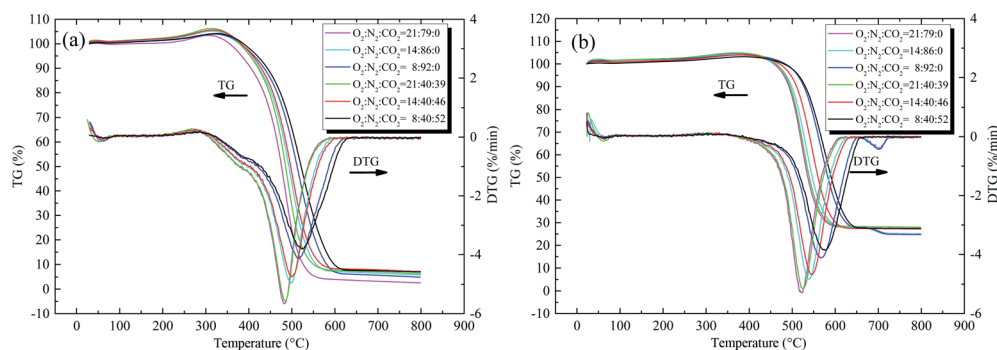 (a)
TG
DTG
O₂:N₂:CO₂=21:79:0
O₂:N₂:CO₂=14:86:0
O₂:N₂:CO₂= 8:92:0
O₂:N₂:CO₂=21:40:39
O₂:N₂:CO₂=14:40:46
O₂:N₂:CO₂= 8:40:52
TG (%)
110
100
90
80
70
60
50
40
30
20
10
0
-10
DTG (%/min)
4
2
0
-2
-4
-6
0 100 200 300 400 500 600 700 800 900
Temperature (°C)
(b)
TG
DTG
O₂:N₂:CO₂=21:79:0
O₂:N₂:CO₂=14:86:0
O₂:N₂:CO₂= 8:92:0
O₂:N₂:CO₂=21:40:39
O₂:N₂:CO₂=14:40:46
O₂:N₂:CO₂= 8:40:52
TG (%)
120
110
100
90
80
70
60
50
40
30
20
10
0
-10
DTG (%/min)
4
2
0
-2
-4
-6
0 100 200 300 400 500 600 700 800 900
Temperature (°C)